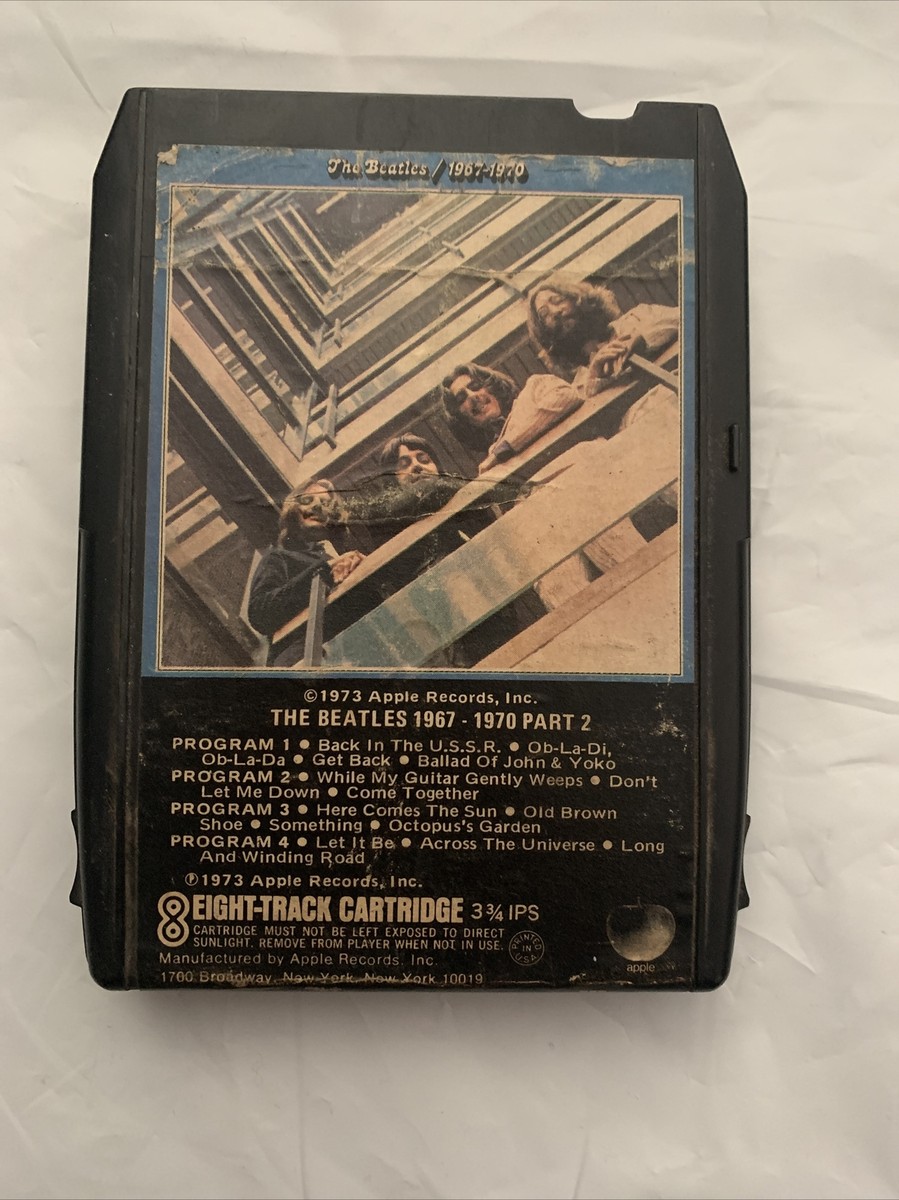 The Beatles / 1967-1970
©1973 Apple Records, Inc.
THE BEATLES 1967 - 1970 PART 2
PROGRAM 1 ● Back In The U.S.S.R. ● Ob-La-Di,
Ob-La-Da ● Get Back ● Ballad Of John & Yoko
PROGRAM 2 ● While My Guitar Gently Weeps ● Don't
Let Me Down ● Come Together
PROGRAM 3 ● Here Comes The Sun ● Old Brown
Shoe ● Something ● Octopus's Garden
PROGRAM 4 ● Let It Be ● Across The Universe ● Long
And Winding Road
℗1973 Apple Records, Inc.
8 EIGHT-TRACK CARTRIDGE 3¾ IPS
CARTRIDGE MUST NOT BE LEFT EXPOSED TO DIRECT
SUNLIGHT. REMOVE FROM PLAYER WHEN NOT IN USE.
PRINTED IN U.S.A.
Manufactured by Apple Records. Inc.
1700 Broadway, New York, New York 10019
apple